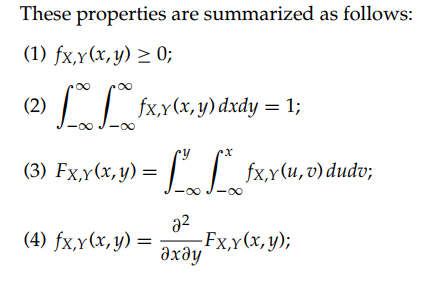 These properties are summarized as follows:
(1) f_{X,Y}(x, y) ≥ 0;
(2) ∫_{−∞}^{∞} ∫_{−∞}^{∞} f_{X,Y}(x, y) dxdy = 1;
(3) F_{X,Y}(x, y) = ∫_{−∞}^{y} ∫_{−∞}^{x} f_{X,Y}(u, v) dudv;
(4) f_{X,Y}(x, y) = ∂²/∂x∂y F_{X,Y}(x, y);